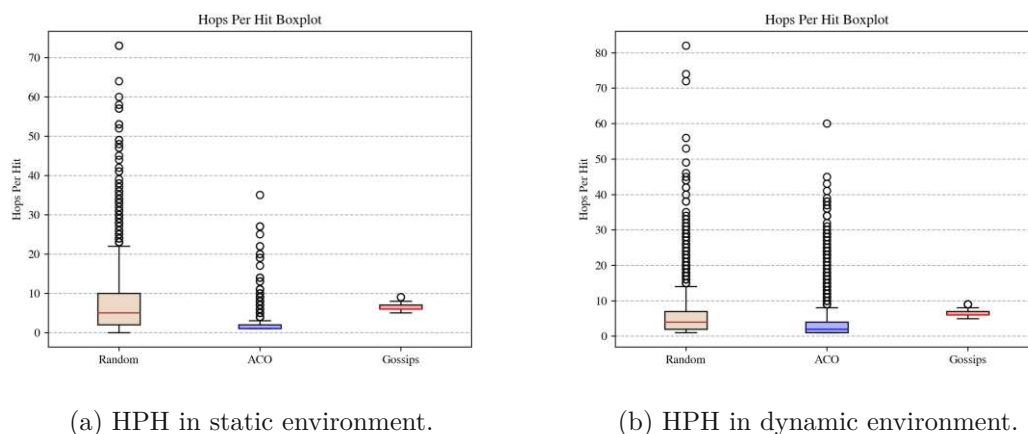 Hops Per Hit Boxplot
Hops Per Hit
70
60
50
40
30
20
10
0
Random ACO Gossips
(a) HPH in static environment.
Hops Per Hit Boxplot
Hops Per Hit
80
70
60
50
40
30
20
10
0
Random ACO Gossips
(b) HPH in dynamic environment.